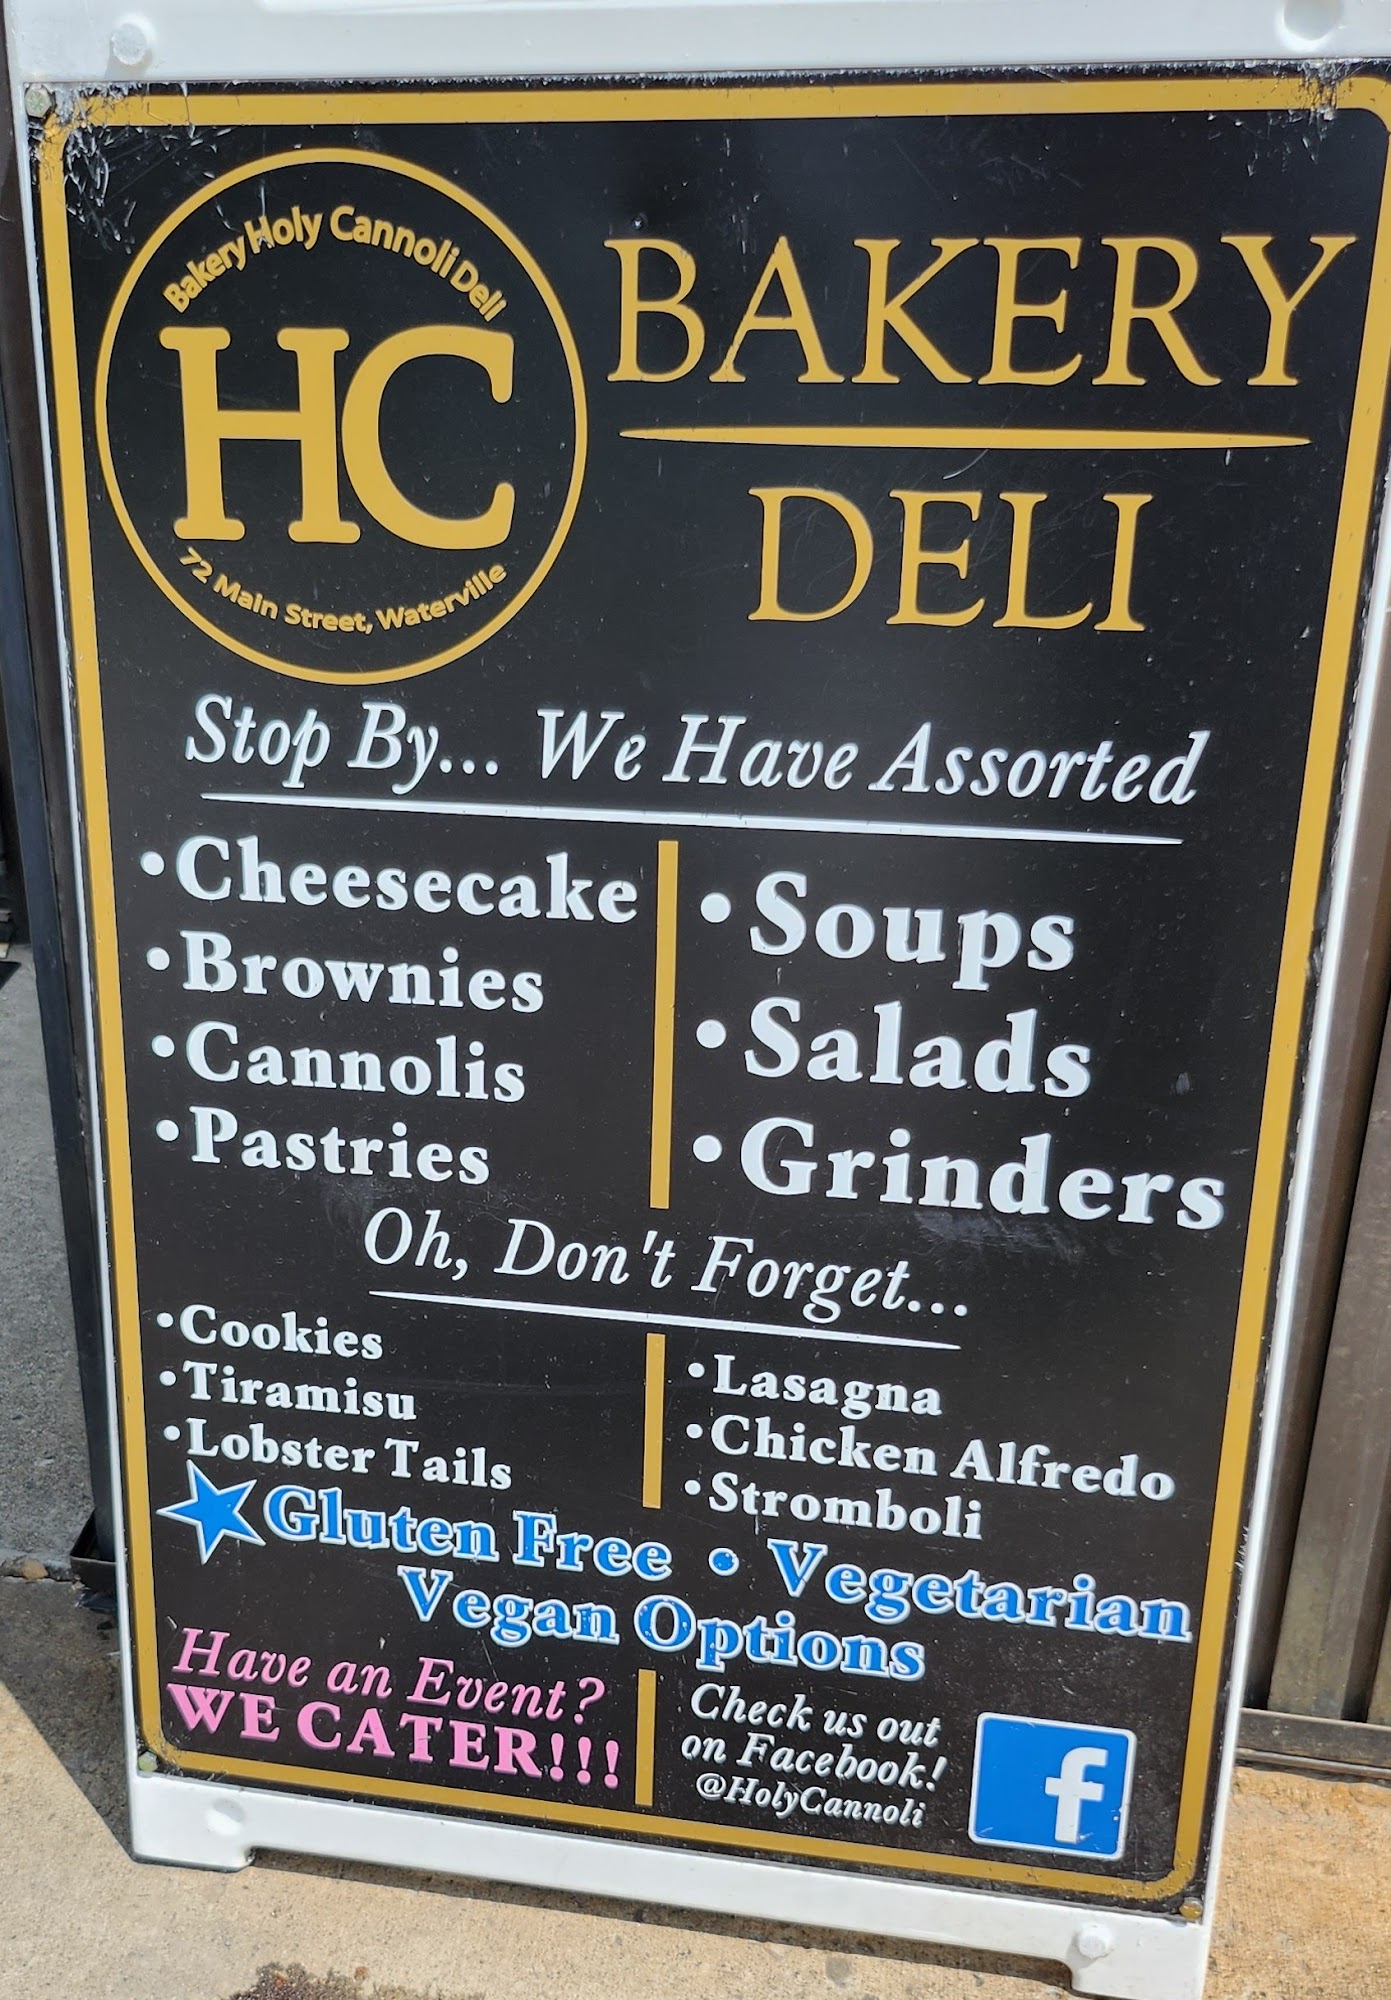 Bakery Holy Cannoli Deli
HC
72 Main Street, Waterville
BAKERY
DELI
Stop By... We Have Assorted
•Cheesecake
•Brownies
•Cannolis
•Pastries
•Soups
•Salads
•Grinders
Oh, Don't Forget...
•Cookies
•Tiramisu
•Lobster Tails
•Lasagna
•Chicken Alfredo
•Stromboli
Gluten Free • Vegetarian
Vegan Options
Have an Event?
WE CATER!!!
Check us out
on Facebook!
@HolyCannoli
f